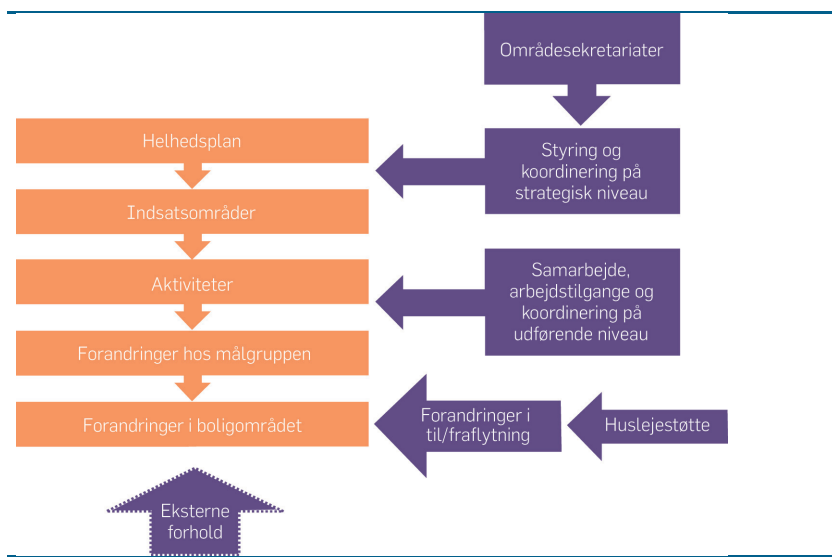 Områdesekretariater
Helhedsplan
Styring og
koordinering på
strategisk niveau
Indsatsområder
Aktiviteter
Samarbejde,
arbejdstilgange og
koordinering på
udførende niveau
Forandringer hos målgruppen
Forandringer i boligområdet
Forandringer i
til/fraflytning
Huslejestøtte
Eksterne
forhold